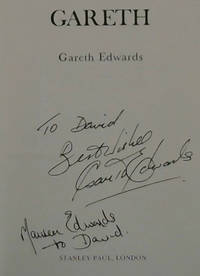 GARETH
Gareth Edwards
To David
Best Wishes
Gareth Edwards
Maureen Edwards
to David.
STANLEY PAUL, LONDON